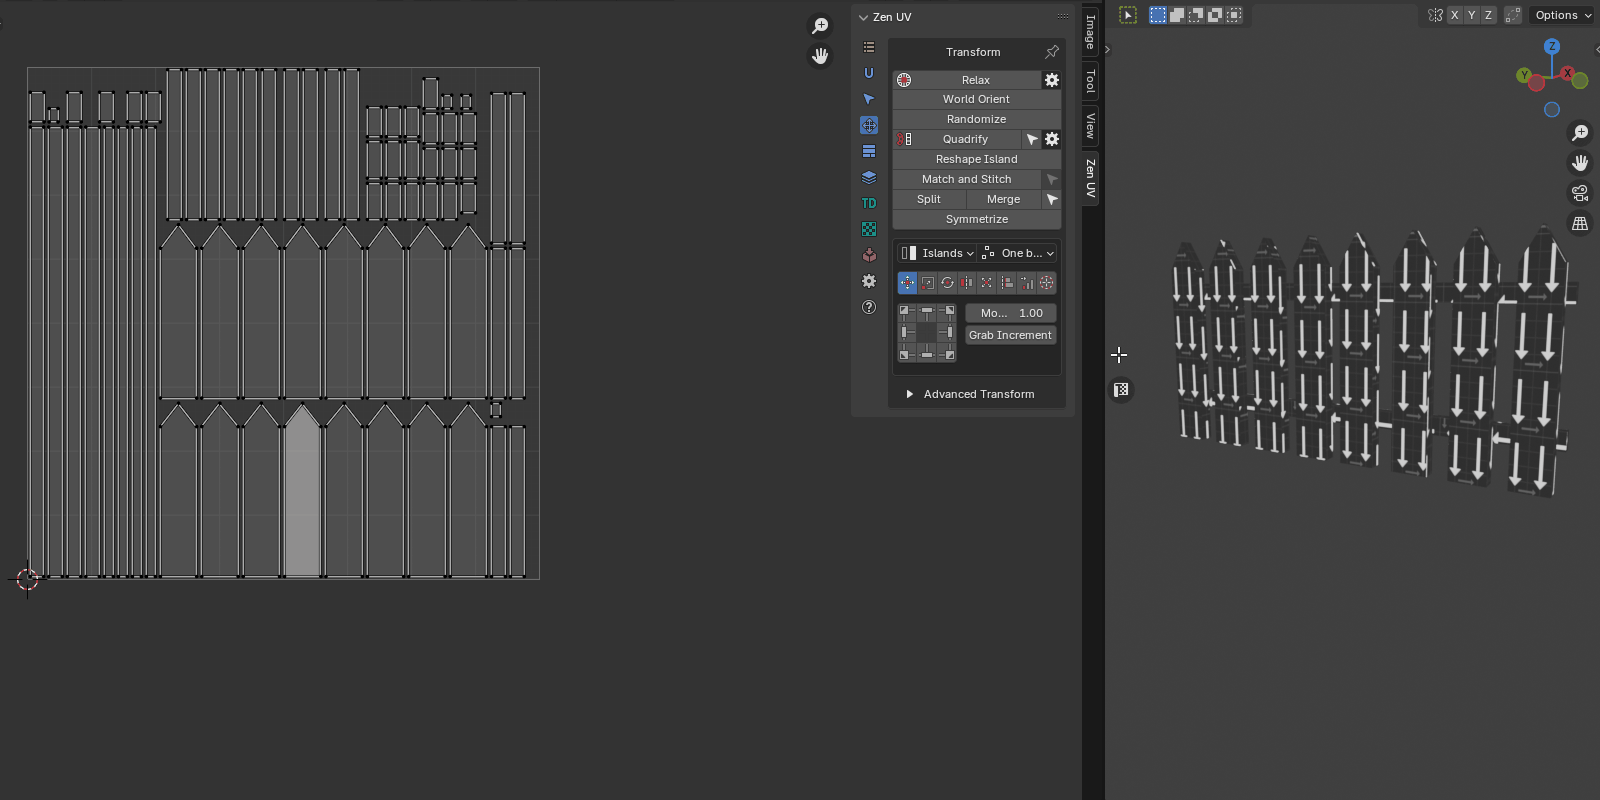 Zen UV
Transform
Relax
World Orient
Randomize
Quadrify
Reshape Island
Match and Stitch
Split Merge
Symmetrize
Islands One b...
Mo... 1.00
Grab Increment
Advanced Transform
TD
Image
Tool
View
Zen UV
X Y Z Options
Z
Y X